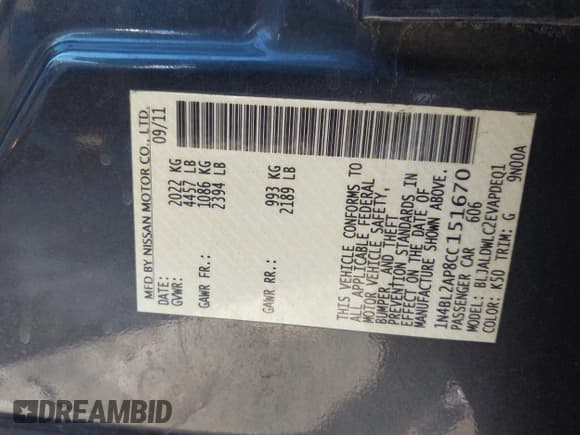 MFD BY NISSAN MOTOR CO., LTD.
DATE: 09/11
GVWR: 2022 KG
4457 LB
GAWR FR: 1086 KG
2394 LB
GAWR RR: 993 KG
2189 LB
THIS VEHICLE CONFORMS TO
ALL APPLICABLE FEDERAL
MOTOR VEHICLE SAFETY,
BUMPER, AND THEFT
PREVENTION STANDARDS IN
EFFECT ON THE DATE OF
MANUFACTURE SHOWN ABOVE.
1N4BL2AP8CC151670
PASSENGER CAR 606
MODEL: BLJALDWLC2EVAPDEQ1
COLOR: K50 TRIM: G 9N00A
DREAMBID